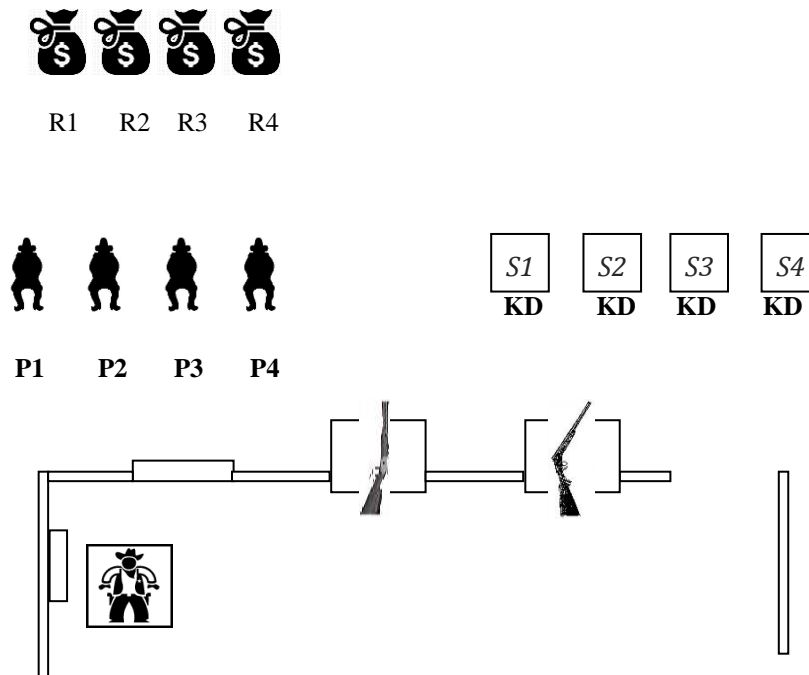 $ $ $ $
R1 R2 R3 R4
S1 S2 S3 S4
KD KD KD KD
P1 P2 P3 P4